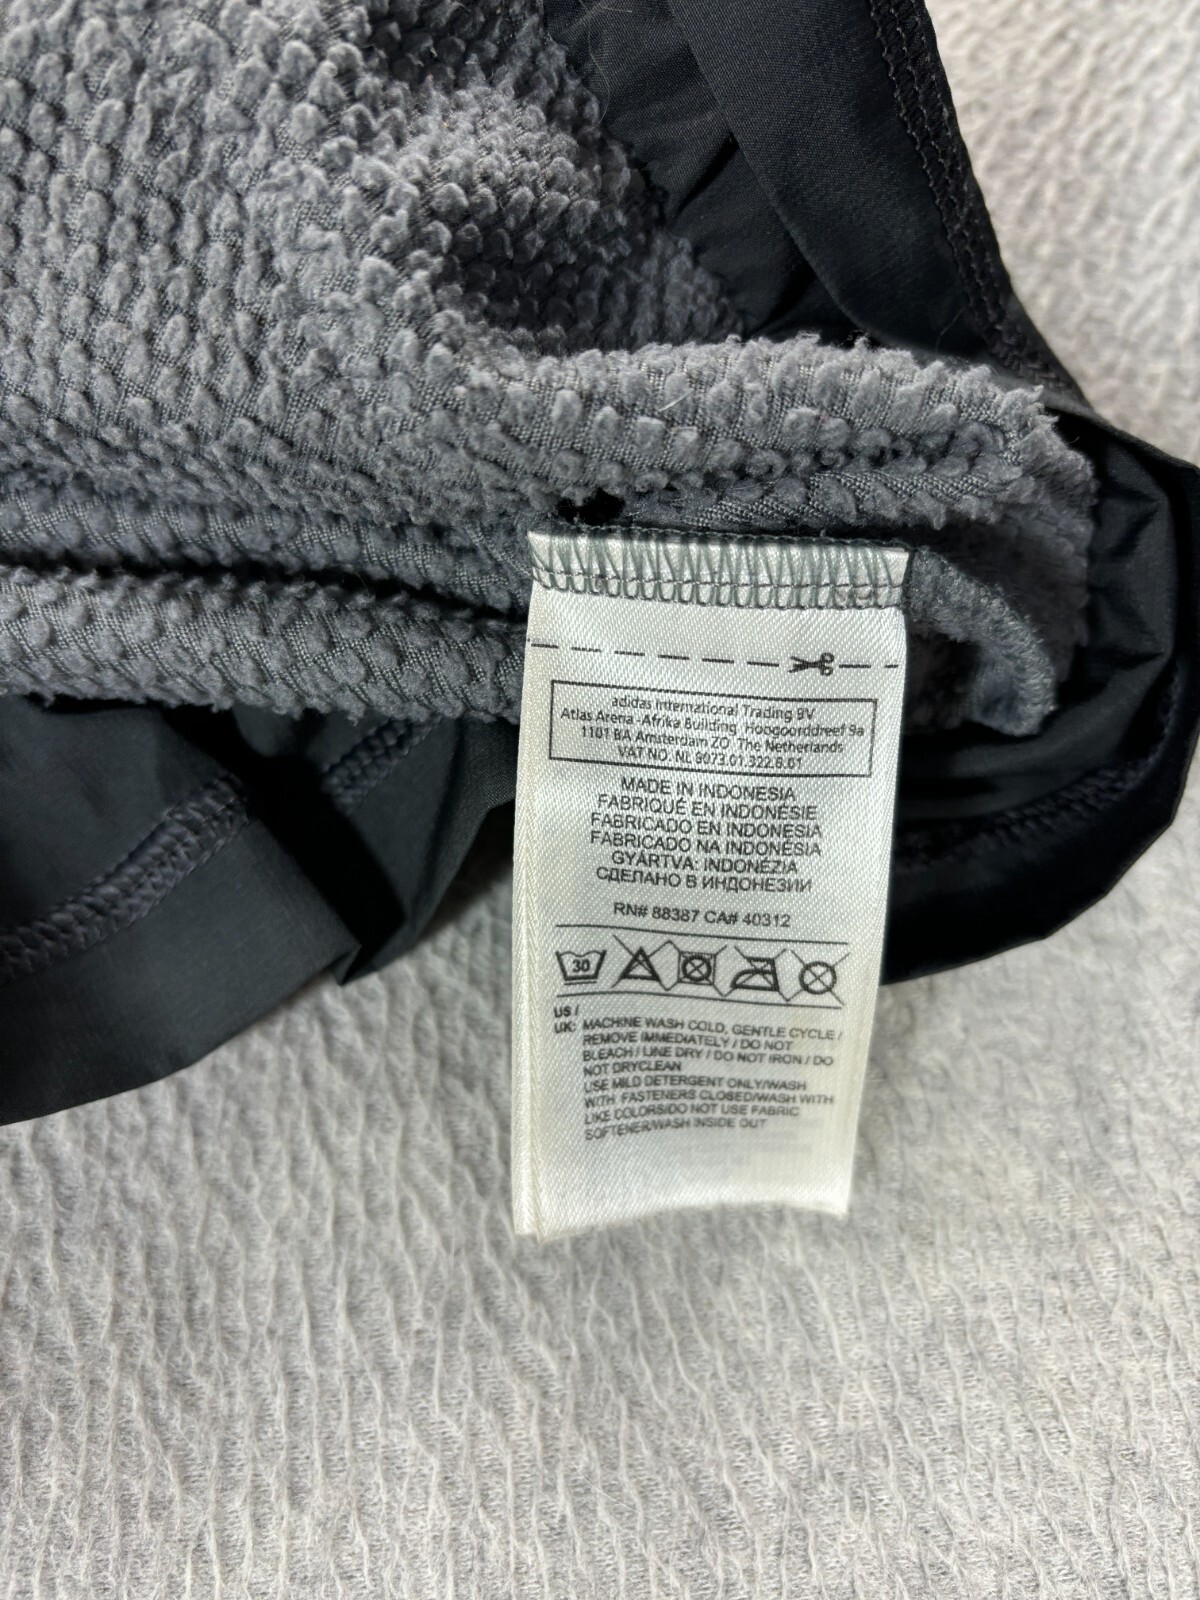 adidas International Trading BV
Atlas Arena -Afrika Building Hoogoorddreef 9a
1101 BA Amsterdam ZO The Netherlands
VAT NO. NL 8073.01.322.B.01
MADE IN INDONESIA
FABRIQUÉ EN INDONÉSIE
FABRICADO EN INDONESIA
FABRICADO NA INDONÉSIA
GYÁRTVA: INDONÉZIA
СДЕЛАНО В ИНДОНЕЗИИ
RN# 88387 CA# 40312
30
US /
UK: MACHINE WASH COLD, GENTLE CYCLE /
REMOVE IMMEDIATELY / DO NOT
BLEACH / LINE DRY / DO NOT IRON / DO
NOT DRYCLEAN
USE MILD DETERGENT ONLY/WASH
WITH FASTENERS CLOSED/WASH WITH
LIKE COLORS/DO NOT USE FABRIC
SOFTENER/WASH INSIDE OUT